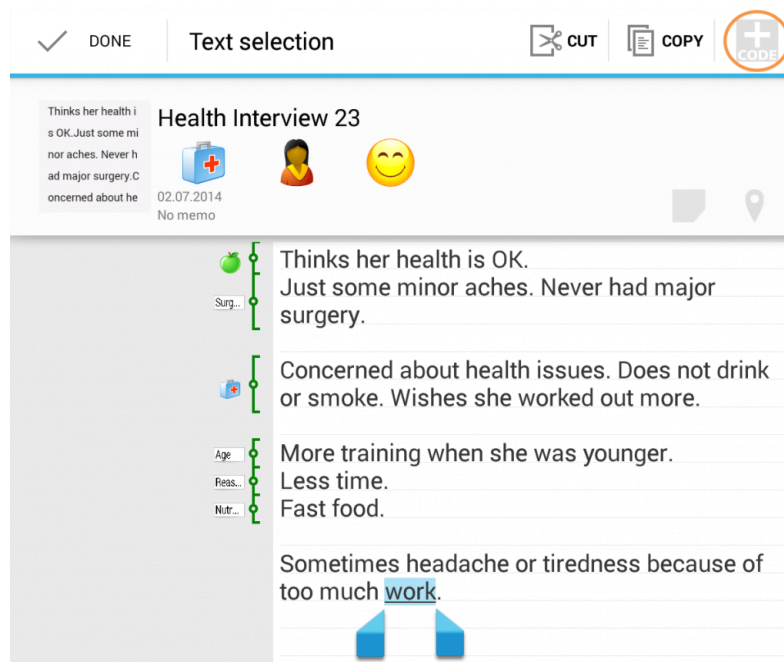 DONE
Text selection
CUT
COPY
CODE
Thinks her health i
s OK.Just some mi
nor aches. Never h
ad major surgery.C
oncerned about he
Health Interview 23
02.07.2014
No memo
Thinks her health is OK.
Surg...
Just some minor aches. Never had major
surgery.
Concerned about health issues. Does not drink
or smoke. Wishes she worked out more.
Age
More training when she was younger.
Reas...
Less time.
Nutr...
Fast food.
Sometimes headache or tiredness because of
too much work.